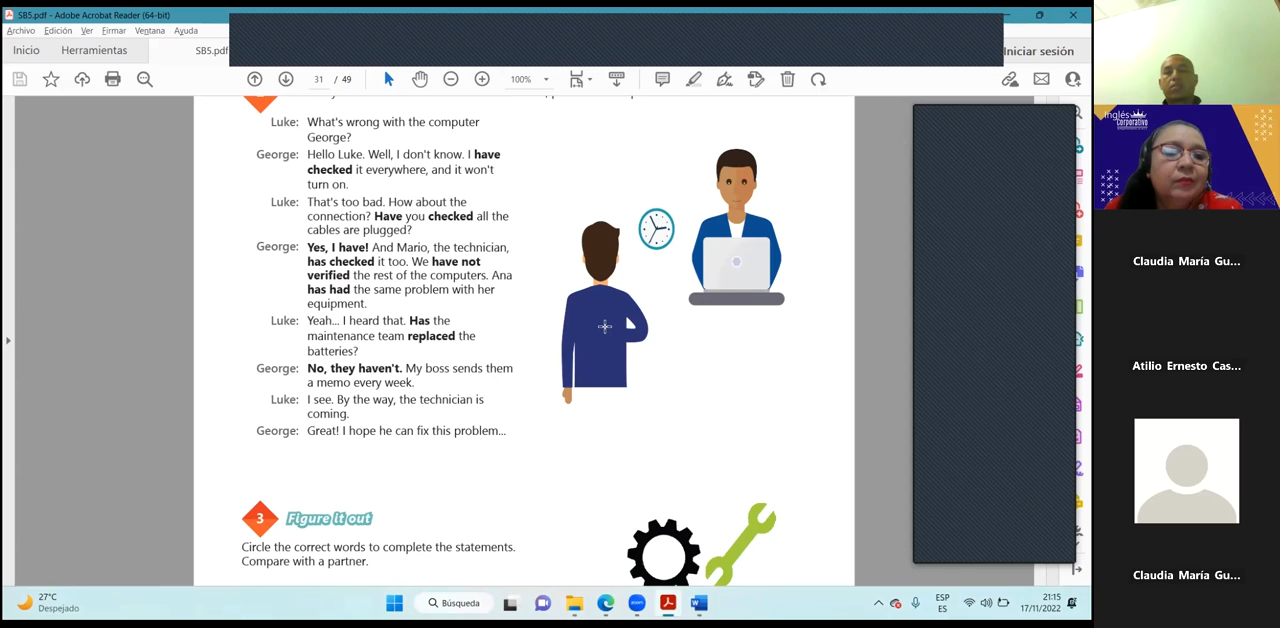 SB5.pdf - Adobe Acrobat Reader (64-bit)
Archivo Edición Ver Firmar Ventana Ayuda
Inicio Herramientas SB5.pdf Iniciar sesión
31 / 49 100%
Luke: What's wrong with the computer
George?
George: Hello Luke. Well, I don't know. I have
checked it everywhere, and it won't
turn on.
Luke: That's too bad. How about the
connection? Have you checked all the
cables are plugged?
George: Yes, I have! And Mario, the technician,
has checked it too. We have not
verified the rest of the computers. Ana
has had the same problem with her
equipment.
Luke: Yeah... I heard that. Has the
maintenance team replaced the
batteries?
George: No, they haven't. My boss sends them
a memo every week.
Luke: I see. By the way, the technician is
coming.
George: Great! I hope he can fix this problem...
3 Figure it out
Circle the correct words to complete the statements.
Compare with a partner.
Inglés
Corporativo
Claudia María Gu...
Atilio Ernesto Cas...
Claudia María Gu...
27°C
Despejado
Búsqueda
zoom
ESP
ES
21:15
17/11/2022